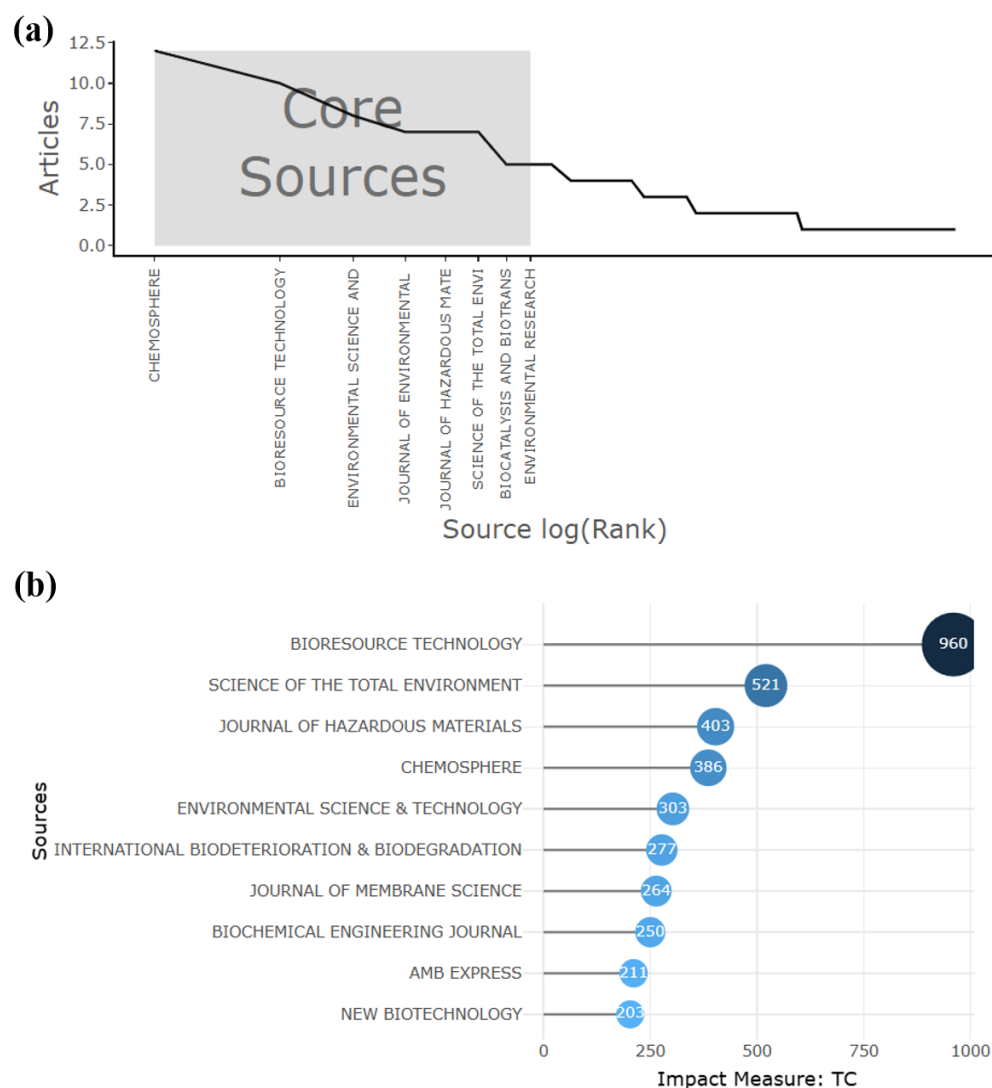 (a)
12.5
10.0
7.5
5.0
2.5
0.0
Articles
Core
Sources
CHEMOSPHERE
BIORESOURCE TECHNOLOGY
ENVIRONMENTAL SCIENCE AND
JOURNAL OF ENVIRONMENTAL
JOURNAL OF HAZARDOUS MATE
SCIENCE OF THE TOTAL ENVI
BIOCATALYSIS AND BIOTRANS
ENVIRONMENTAL RESEARCH
Source log(Rank)
(b)
Sources
BIORESOURCE TECHNOLOGY 960
SCIENCE OF THE TOTAL ENVIRONMENT 521
JOURNAL OF HAZARDOUS MATERIALS 403
CHEMOSPHERE 386
ENVIRONMENTAL SCIENCE & TECHNOLOGY 303
INTERNATIONAL BIODETERIORATION & BIODEGRADATION 277
JOURNAL OF MEMBRANE SCIENCE 264
BIOCHEMICAL ENGINEERING JOURNAL 250
AMB EXPRESS 211
NEW BIOTECHNOLOGY 203
0 250 500 750 1000
Impact Measure: TC